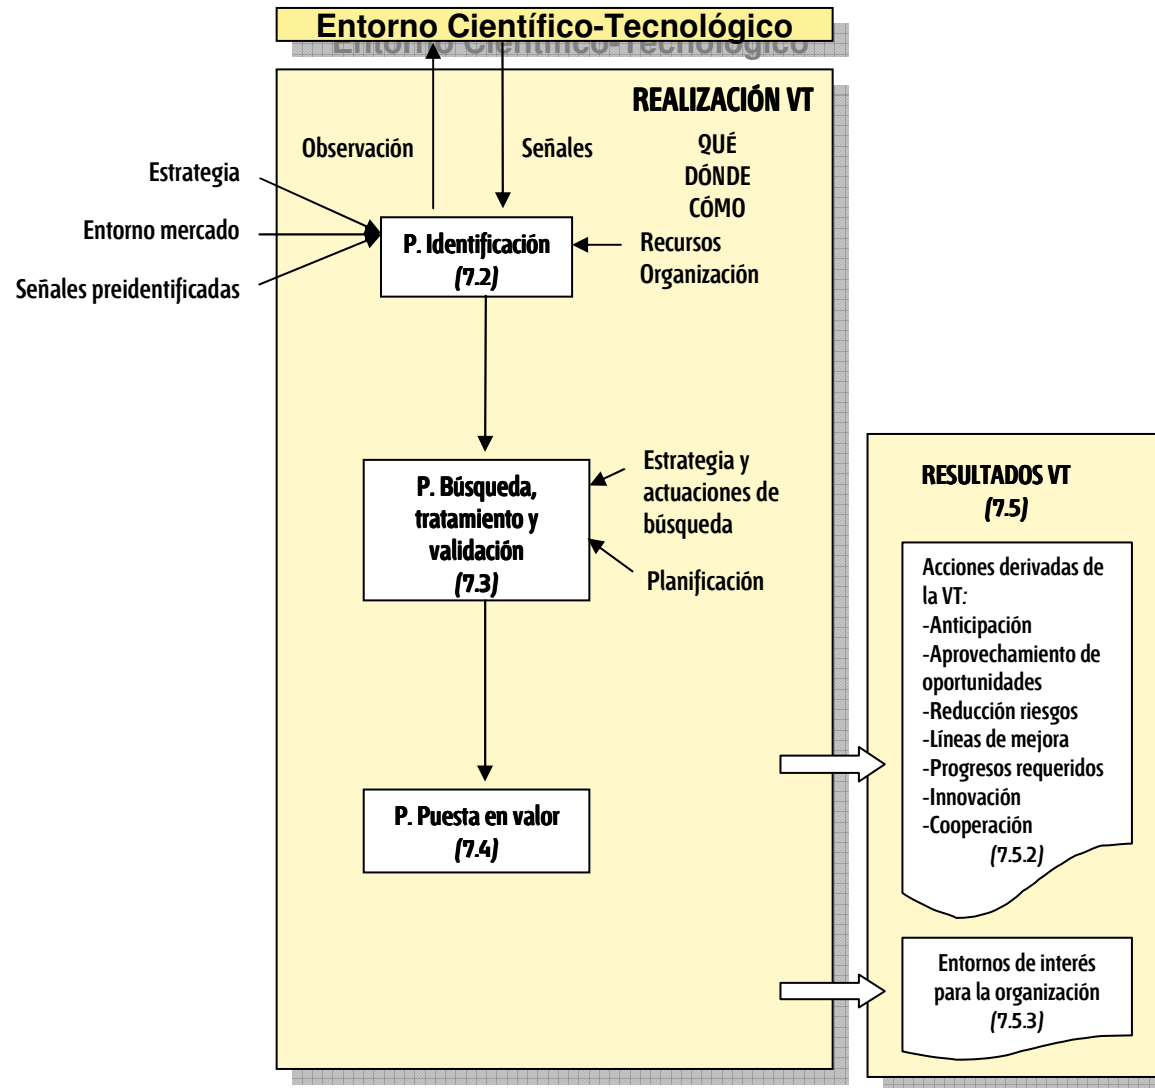 Entorno Científico-Tecnológico
REALIZACIÓN VT
QUÉ
DÓNDE
CÓMO
Observación
Señales
Estrategia
Entorno mercado
Señales preidentificadas
P. Identificación
(7.2)
Recursos
Organización
P. Búsqueda,
tratamiento y
validación
(7.3)
Estrategia y
actuaciones de
búsqueda
Planificación
P. Puesta en valor
(7.4)
RESULTADOS VT
(7.5)
Acciones derivadas de
la VT:
-Anticipación
-Aprovechamiento de
oportunidades
-Reducción riesgos
-Líneas de mejora
-Progresos requeridos
-Innovación
-Cooperación
(7.5.2)
Entornos de interés
para la organización
(7.5.3)